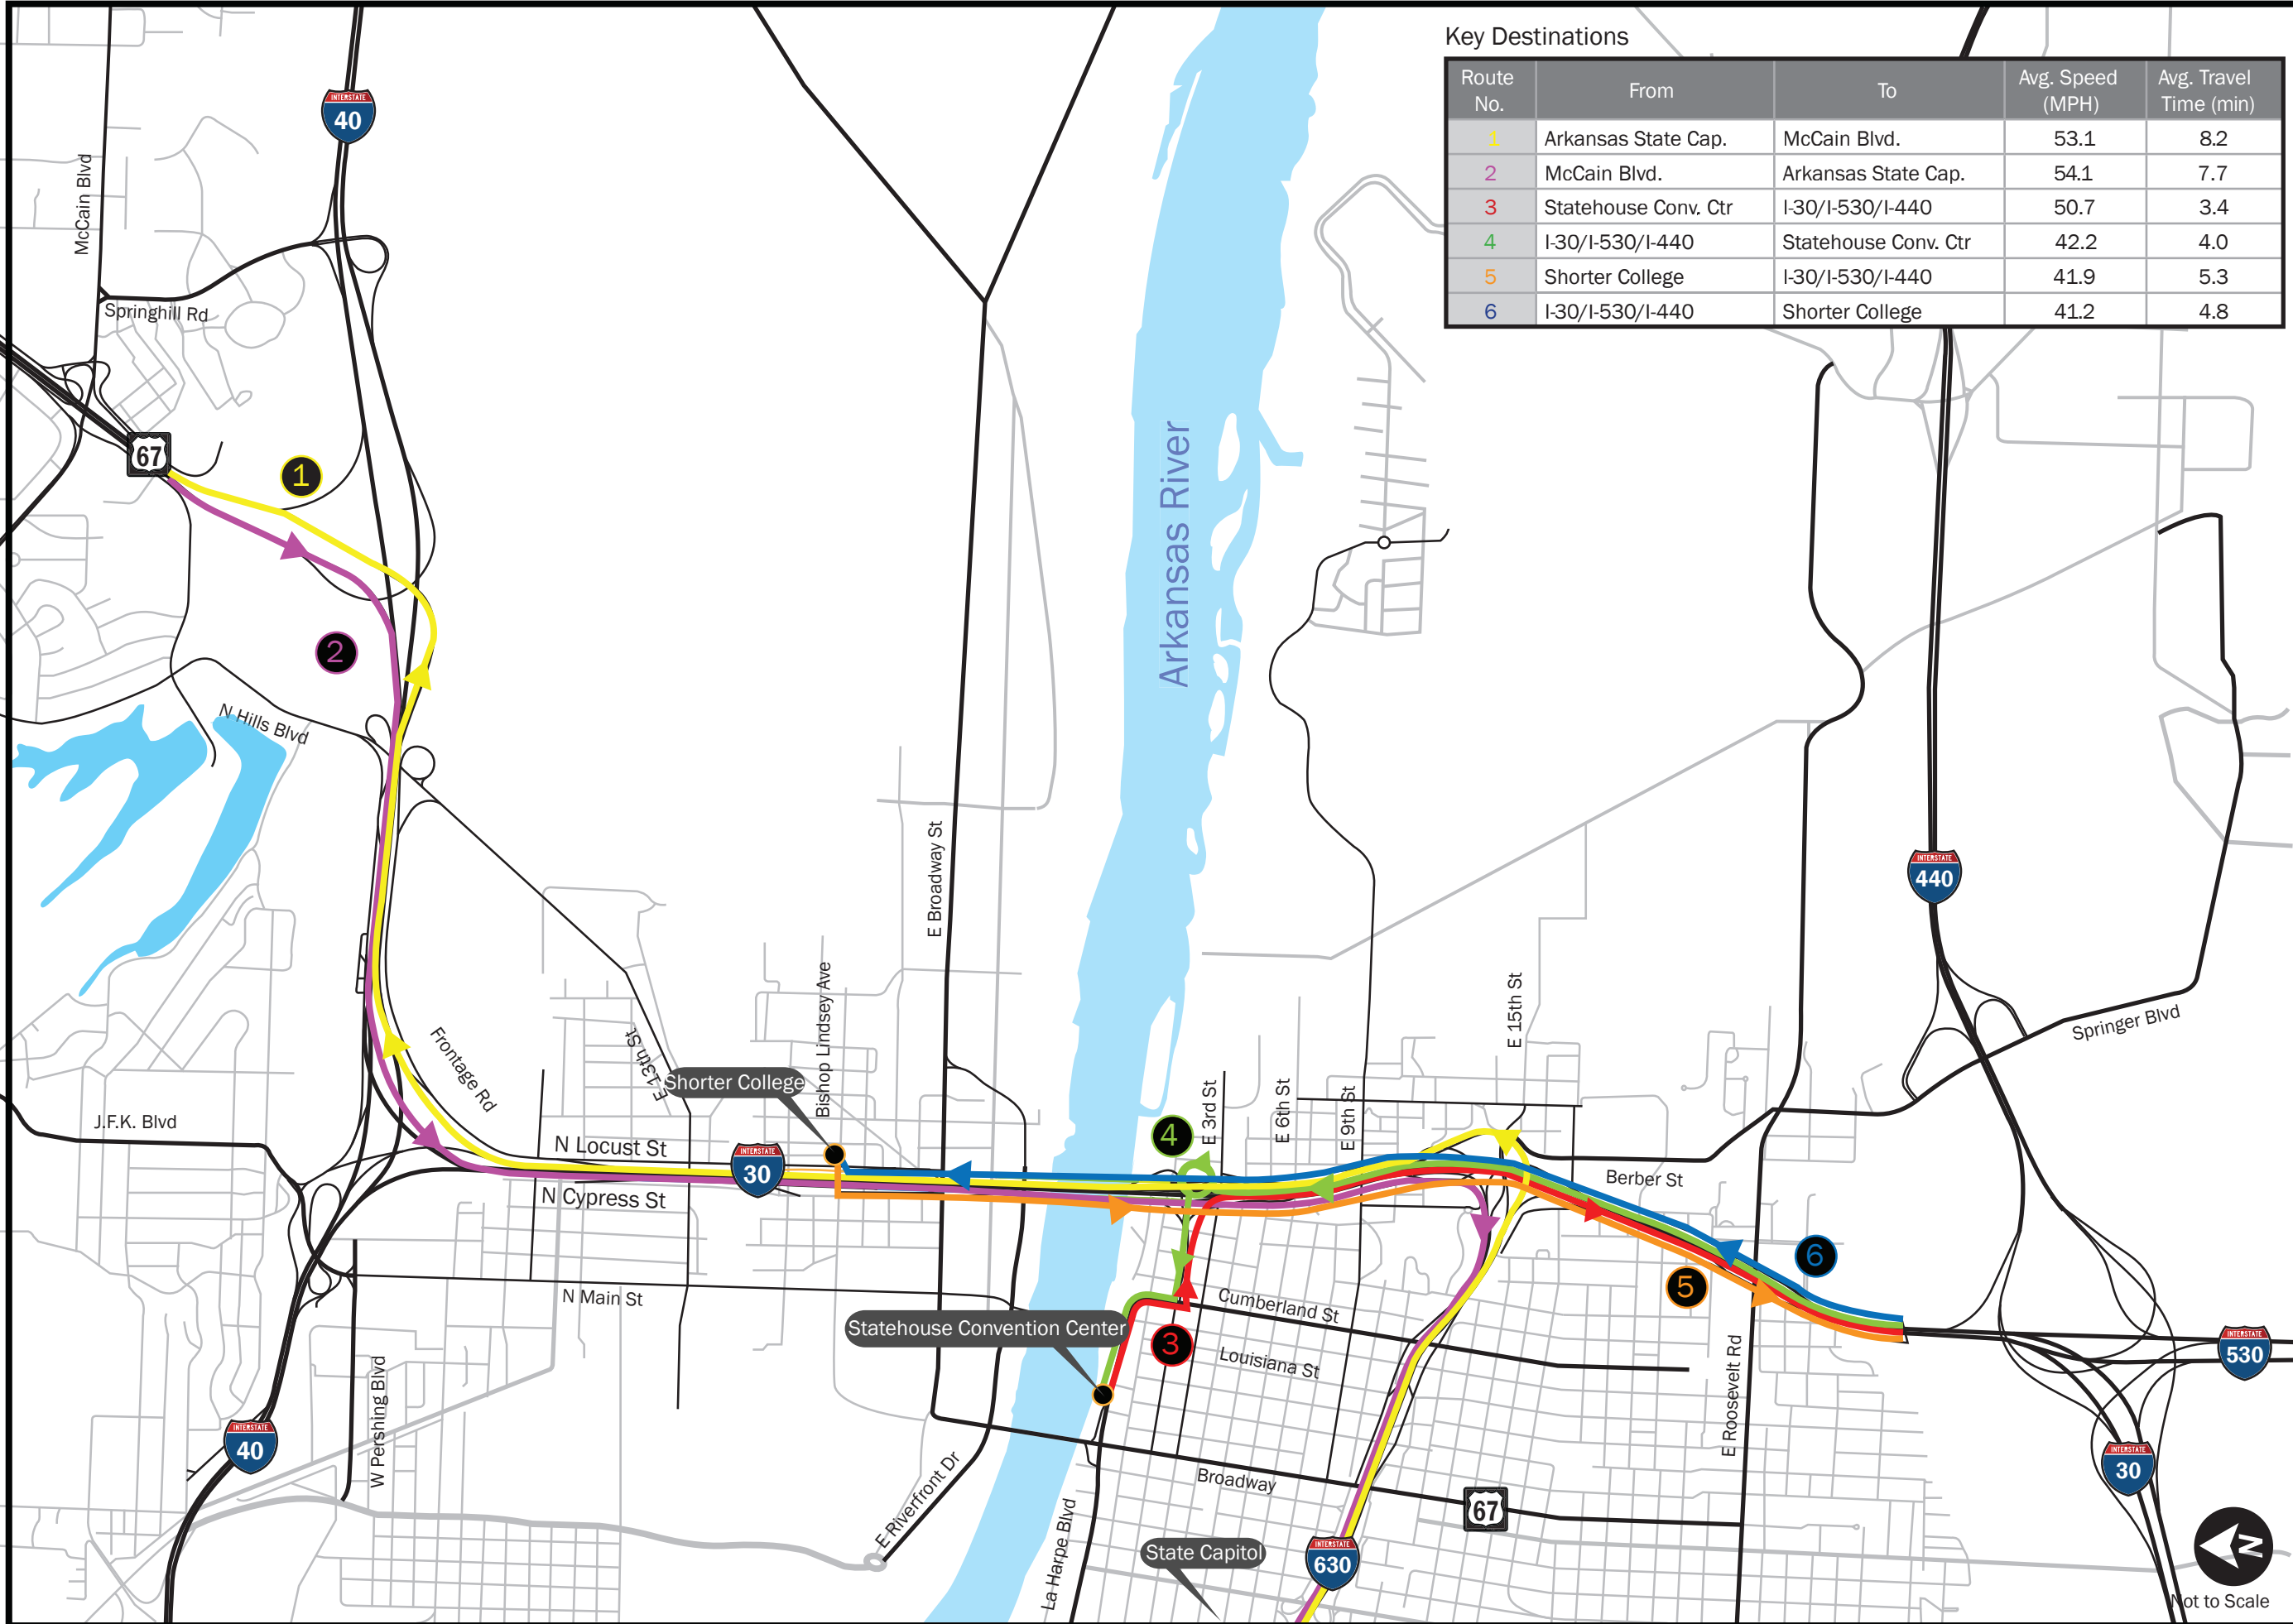 Key Destinations
Route No. From To Avg. Speed (MPH) Avg. Travel Time (min)
1 Arkansas State Cap. McCain Blvd. 53.1 8.2
2 McCain Blvd. Arkansas State Cap. 54.1 7.7
3 Statehouse Conv. Ctr I-30/I-530/I-440 50.7 3.4
4 I-30/I-530/I-440 Statehouse Conv. Ctr 42.2 4.0
5 Shorter College I-30/I-530/I-440 41.9 5.3
6 I-30/I-530/I-440 Shorter College 41.2 4.8
INTERSTATE
40
McCain Blvd
Springhill Rd
67
1
2
Arkansas River
N Hills Blvd
E Broadway St
INTERSTATE
440
Springer Blvd
E 15th St
Bishop Lindsey Ave
Frontage Rd
E 13th St
Shorter College
J.F.K. Blvd
N Locust St
INTERSTATE
30
N Cypress St
4
E 3rd St
E 6th St
E 9th St
Berber St
6
5
N Main St
Statehouse Convention Center
3
Cumberland St
Louisiana St
E Roosevelt Rd
INTERSTATE
530
W Pershing Blvd
INTERSTATE
40
INTERSTATE
30
E Riverfront Dr
Broadway
67
La Harpe Blvd
State Capitol
INTERSTATE
630
N
Not to Scale